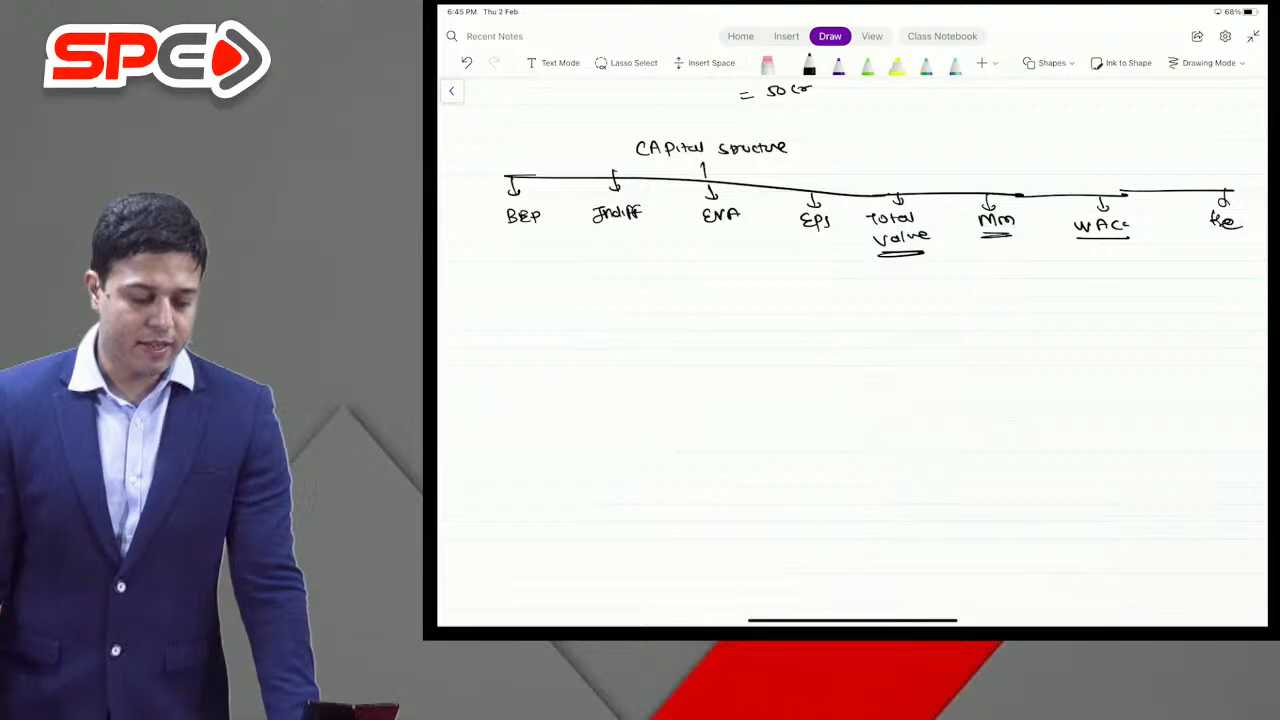 SPED
6:45 PM Thu 2 Feb
68%
Recent Notes
Home Insert Draw View Class Notebook
Text Mode Lasso Select Insert Space Shapes Ink to Shape Drawing Mode
= 50 cr
CApital structure
BEP Indiff EVA EPS Total Value MM WACC Ke